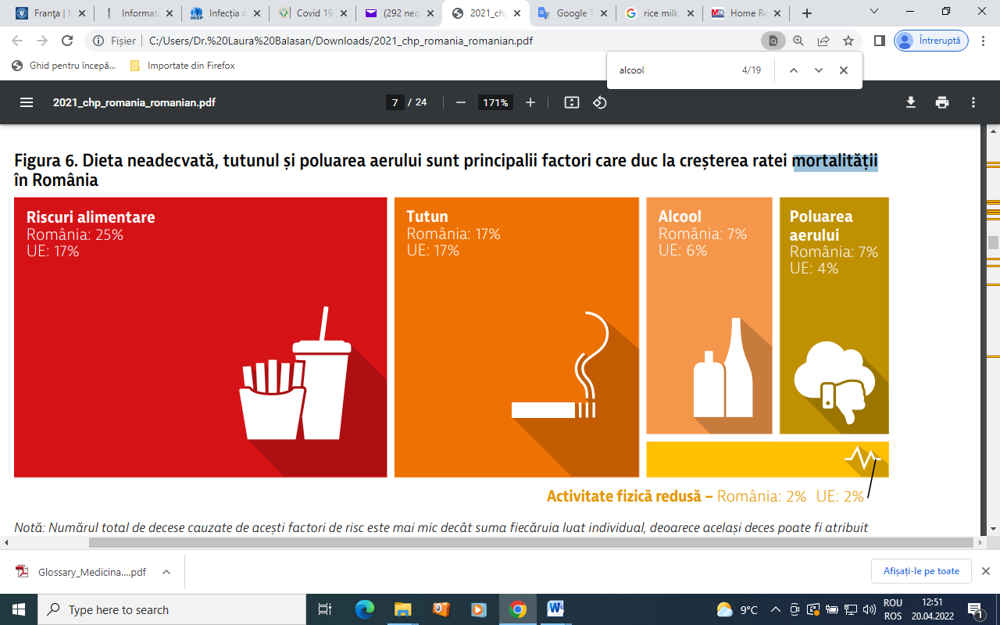 Franţa | M
Informati
Infecția c
Covid 19
(292 nec
2021_chp
Google T
rice milk
Home Re
Fișier
C:/Users/Dr.%20Laura%20Balasan/Downloads/2021_chp_romania_romanian.pdf
Întreruptă
Ghid pentru începă...
Importate din Firefox
alcool
4/19
2021_chp_romania_romanian.pdf
7 / 24
171%
Figura 6. Dieta neadecvată, tutunul și poluarea aerului sunt principalii factori care duc la creșterea ratei mortalității
în România
Riscuri alimentare
România: 25%
UE: 17%
Tutun
România: 17%
UE: 17%
Alcool
România: 7%
UE: 6%
Poluarea
aerului
România: 7%
UE: 4%
Activitate fizică redusă – România: 2% UE: 2%
Notă: Numărul total de decese cauzate de acești factori de risc este mai mic decât suma fiecăruia luat individual, deoarece același deces poate fi atribuit
Glossary_Medicina....pdf
Afișați-le pe toate
Type here to search
9°C
ROU
ROS
12:51
20.04.2022
1